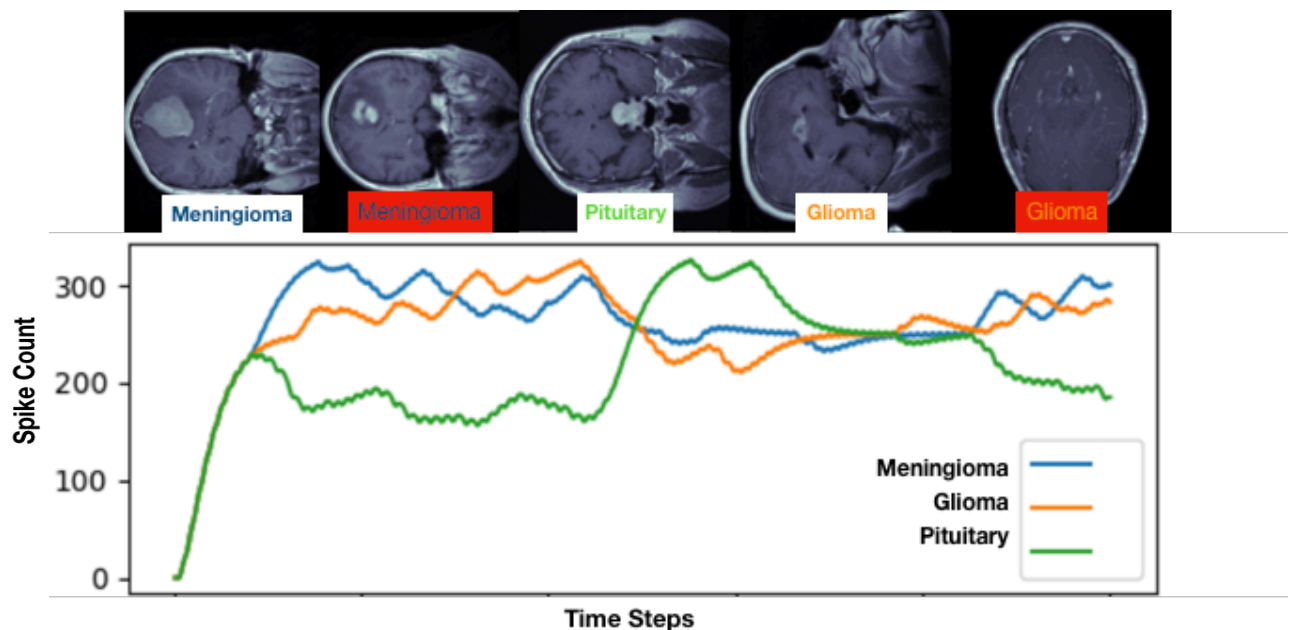 Meningioma
Meningioma
Pituitary
Glioma
Glioma
Spike Count
300
200
100
0
Meningioma
Glioma
Pituitary
Time Steps